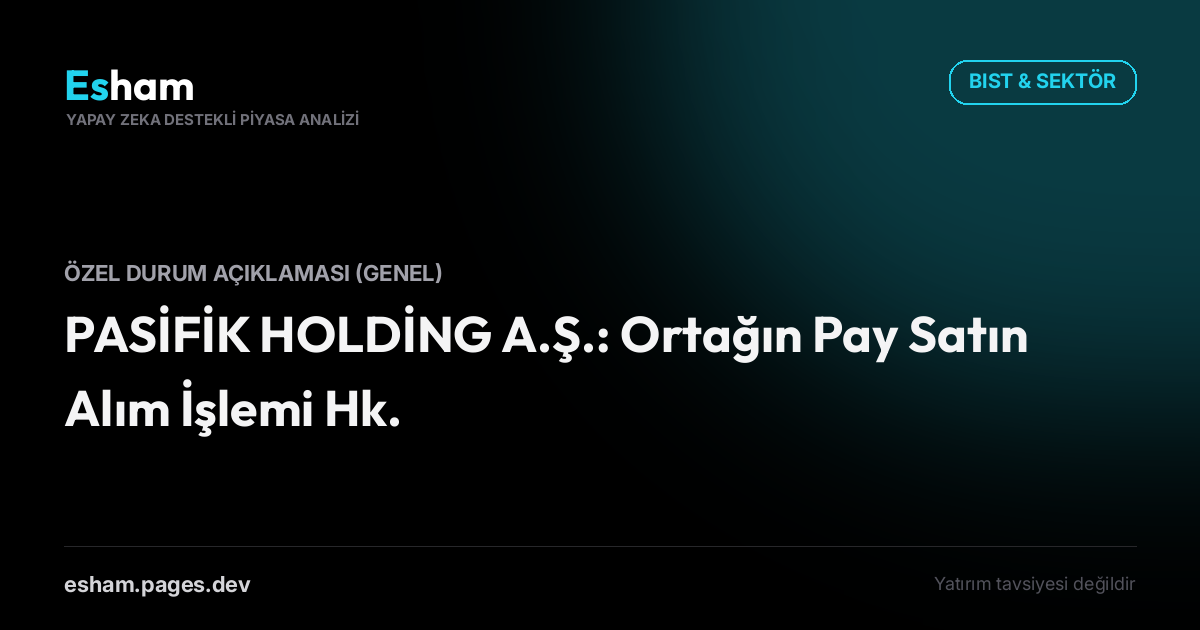 Esham
BIST & SEKTÖR
YAPAY ZEKA DESTEKLİ PİYASA ANALİZİ
ÖZEL DURUM AÇIKLAMASI (GENEL)
PASİFİK HOLDİNG A.Ş.: Ortağın Pay Satın
Alım İşlemi Hk.
esham.pages.dev
Yatırım tavsiyesi değildir